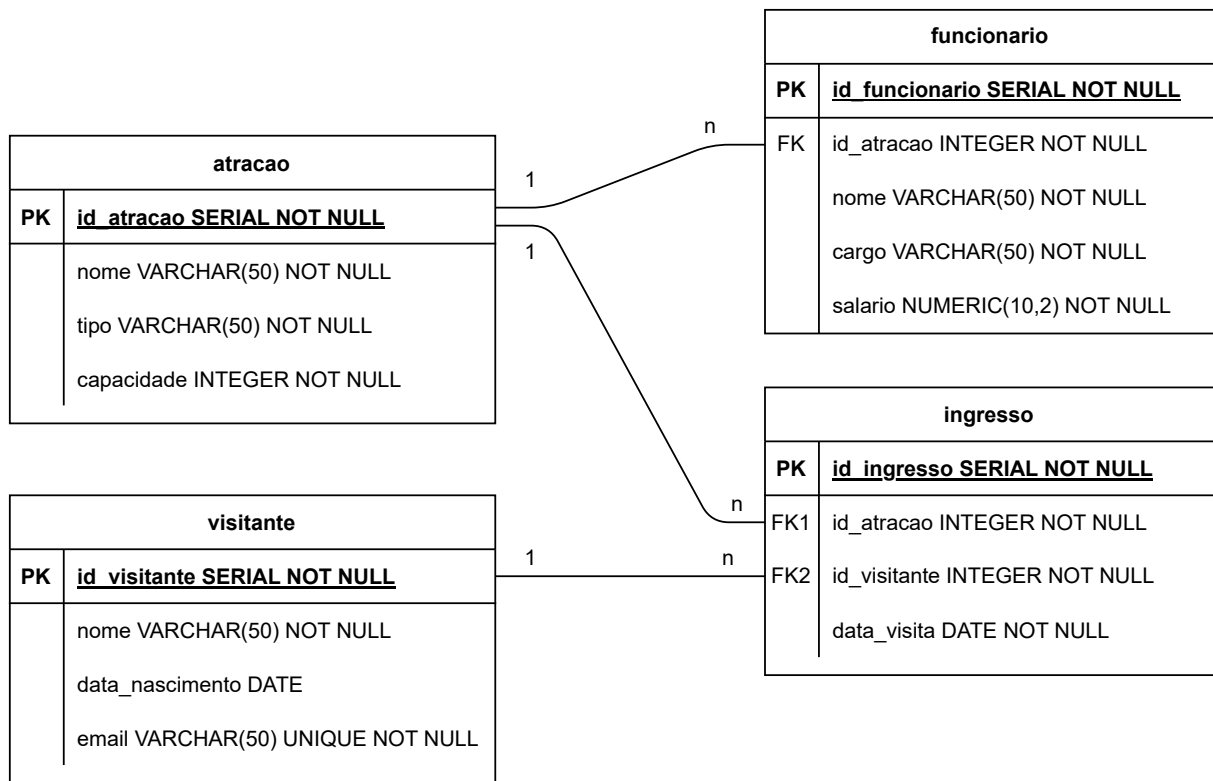 funcionario
PK id_funcionario SERIAL NOT NULL
FK id_atracao INTEGER NOT NULL
nome VARCHAR(50) NOT NULL
cargo VARCHAR(50) NOT NULL
salario NUMERIC(10,2) NOT NULL
n
1
atracao
PK id_atracao SERIAL NOT NULL
nome VARCHAR(50) NOT NULL
tipo VARCHAR(50) NOT NULL
capacidade INTEGER NOT NULL
1
n
ingresso
PK id_ingresso SERIAL NOT NULL
FK1 id_atracao INTEGER NOT NULL
FK2 id_visitante INTEGER NOT NULL
data_visita DATE NOT NULL
visitante
PK id_visitante SERIAL NOT NULL
nome VARCHAR(50) NOT NULL
data_nascimento DATE
email VARCHAR(50) UNIQUE NOT NULL
1
n